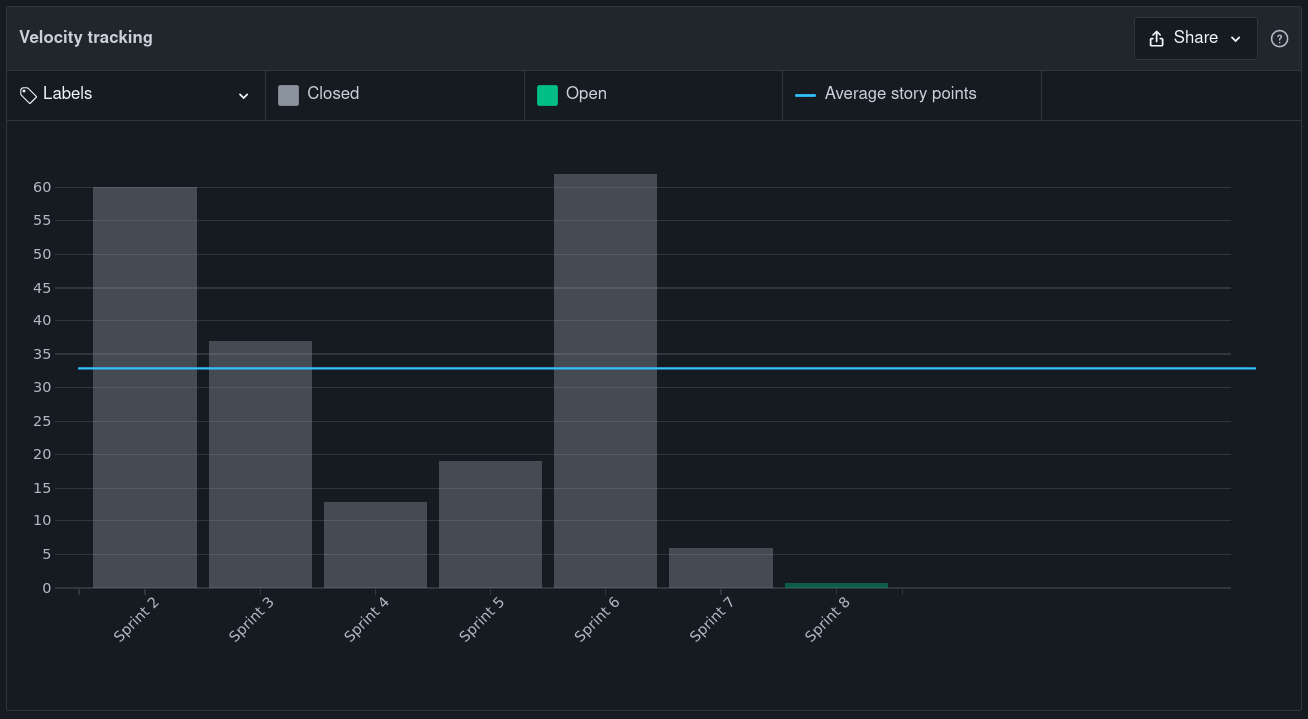 Velocity tracking
Share
Labels
Closed
Open
Average story points
60
55
50
45
40
35
30
25
20
15
10
5
0
Sprint 2
Sprint 3
Sprint 4
Sprint 5
Sprint 6
Sprint 7
Sprint 8